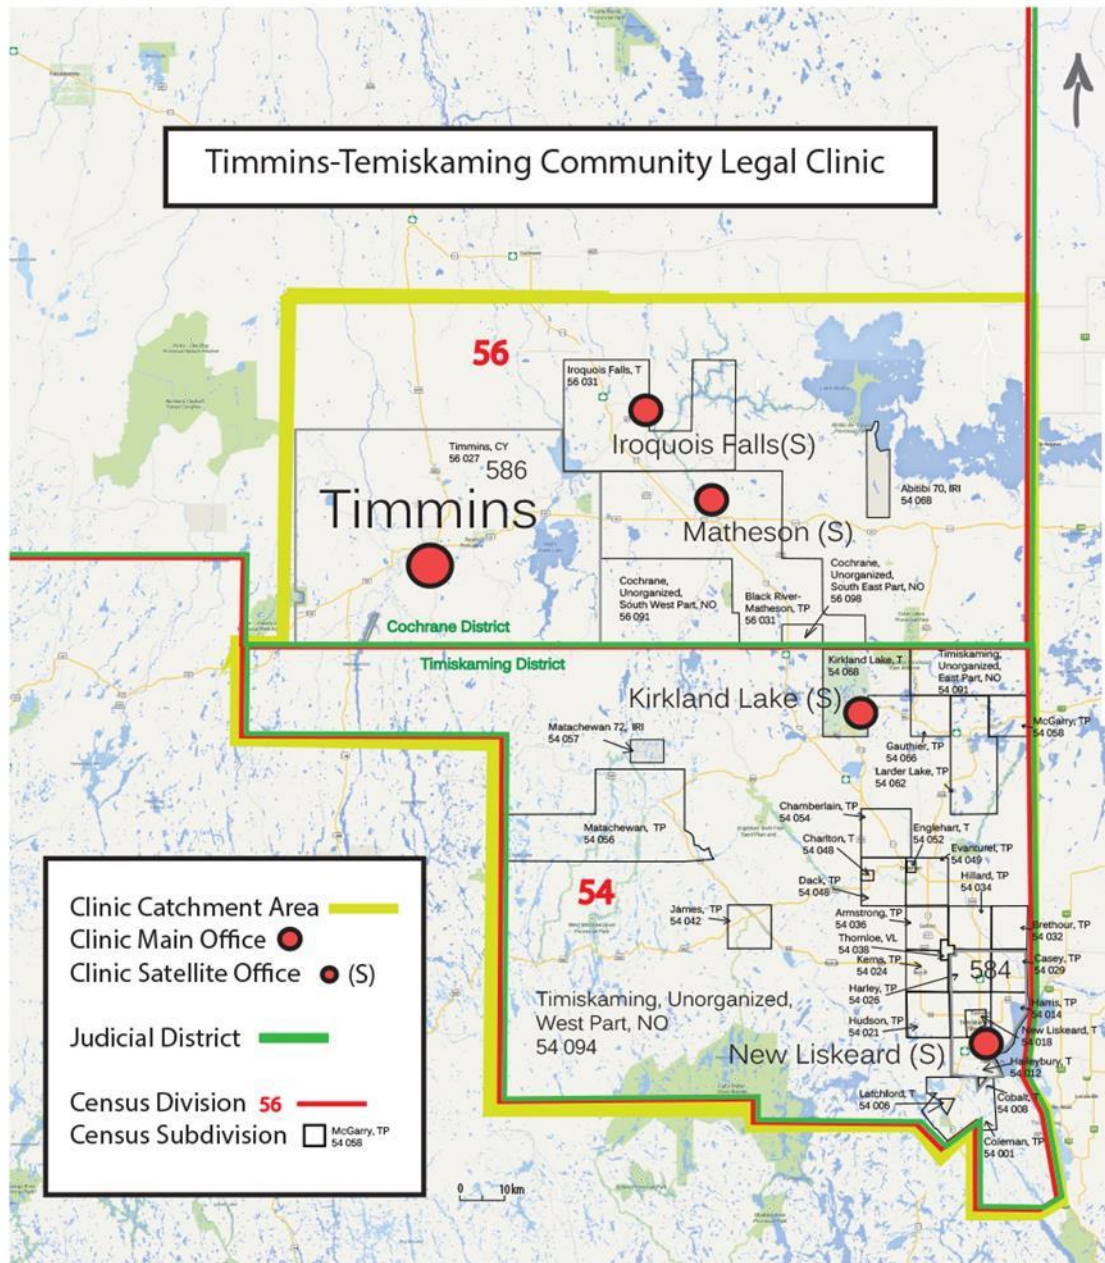 Timmins-Temiskaming Community Legal Clinic
56
Iroquois Falls, T
56 031
Iroquois Falls(S)
Timmins, CY
56 027
586
Timmins
Abitibi 70, IRI
54 068
Matheson (S)
Cochrane,
Unorganized,
South West Part, NO
56 091
Black River-
Matheson, TP
56 031
Cochrane,
Unorganized,
South East Part, NO
56 098
Cochrane District
Timiskaming District
Kirkland Lake, T
54 068
Timiskaming,
Unorganized,
East Part, NO
54 091
Kirkland Lake (S)
McGarry, TP
54 058
Matachewan 72, IRI
54 057
Gauthier, TP
54 066
Larder Lake, TP
54 062
Chamberlain, TP
54 054
Matachewan, TP
54 056
Englehart, T
54 052
Charlton, T
54 048
Evanturel, TP
54 049
Hillard, TP
54 034
Dack, TP
54 048
54
James, TP
54 042
Armstrong, TP
54 036
Brethour, TP
54 032
Thornloe, VL
54 038
Kerns, TP
54 024
Casey, TP
54 029
584
Harley, TP
54 026
Harris, TP
54 014
Timiskaming, Unorganized,
West Part, NO
54 094
Hudson, TP
54 021
New Liskeard, T
54 018
New Liskeard (S)
Haileybury, T
54 012
Latchford, T
54 006
Cobalt, T
54 008
Coleman, TP
54 001
Clinic Catchment Area
Clinic Main Office
Clinic Satellite Office (S)
Judicial District
Census Division 56
Census Subdivision
McGarry, TP
54 058
0 10km